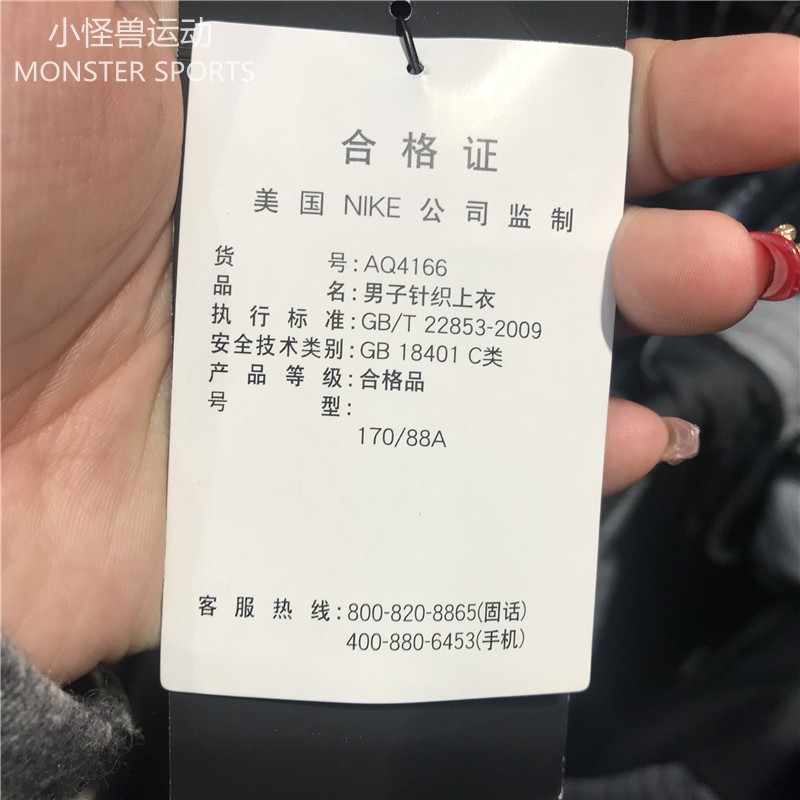 小怪兽运动
MONSTER SPORTS
合格证
美国 NIKE 公司监制
货号:AQ4166
品名:男子针织上衣
执行标准:GB/T 22853-2009
安全技术类别:GB 18401 C类
产品等级:合格品
号型:
170/88A
客服热线:800-820-8865(固话)
400-880-6453(手机)